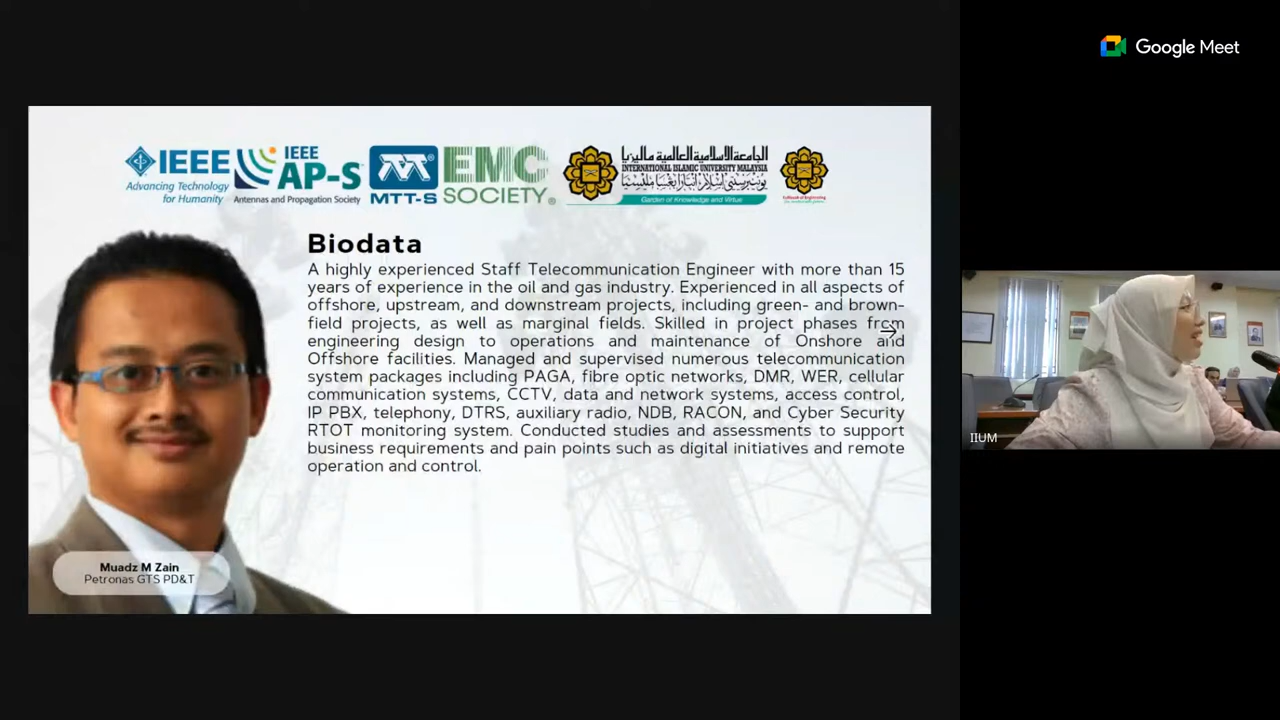 Google Meet
IEEE
Advancing Technology
for Humanity
IEEE
AP-S
Antennas and Propagation Society
MTT-S
EMC
SOCIETY
الجامعة الإسلامية العالمية ماليزيا
INTERNATIONAL ISLAMIC UNIVERSITY MALAYSIA
Garden of Knowledge and Virtue
Biodata
A highly experienced Staff Telecommunication Engineer with more than 15
years of experience in the oil and gas industry. Experienced in all aspects of
offshore, upstream, and downstream projects, including green- and brown-
field projects, as well as marginal fields. Skilled in project phases from
engineering design to operations and maintenance of Onshore and
Offshore facilities. Managed and supervised numerous telecommunication
system packages including PAGA, fibre optic networks, DMR, WER, cellular
communication systems, CCTV, data and network systems, access control,
IP PBX, telephony, DTRS, auxiliary radio, NDB, RACON, and Cyber Security
RTOT monitoring system. Conducted studies and assessments to support
business requirements and pain points such as digital initiatives and remote
operation and control.
Muadz M Zain
Petronas GTS PD&T
IIUM